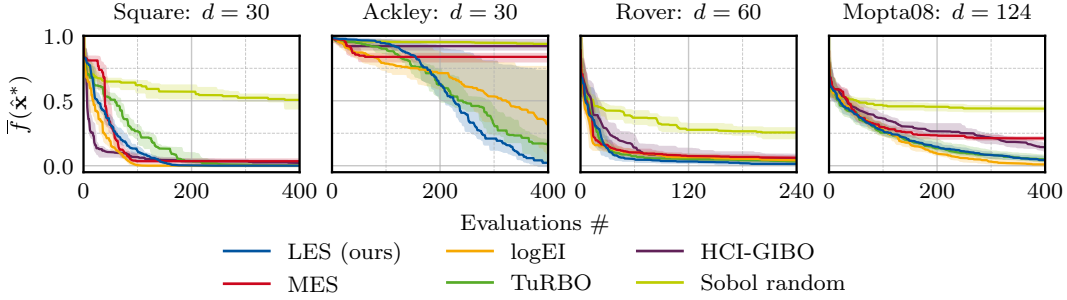 Square: d = 30 Ackley: d = 30 Rover: d = 60 Mopta08: d = 124
1.0
0.5
0.0
f̅(x̂*)
0 200 400 0 200 400 0 120 240 0 200 400
Evaluations #
LES (ours) logEI HCI-GIBO
MES TuRBO Sobol random